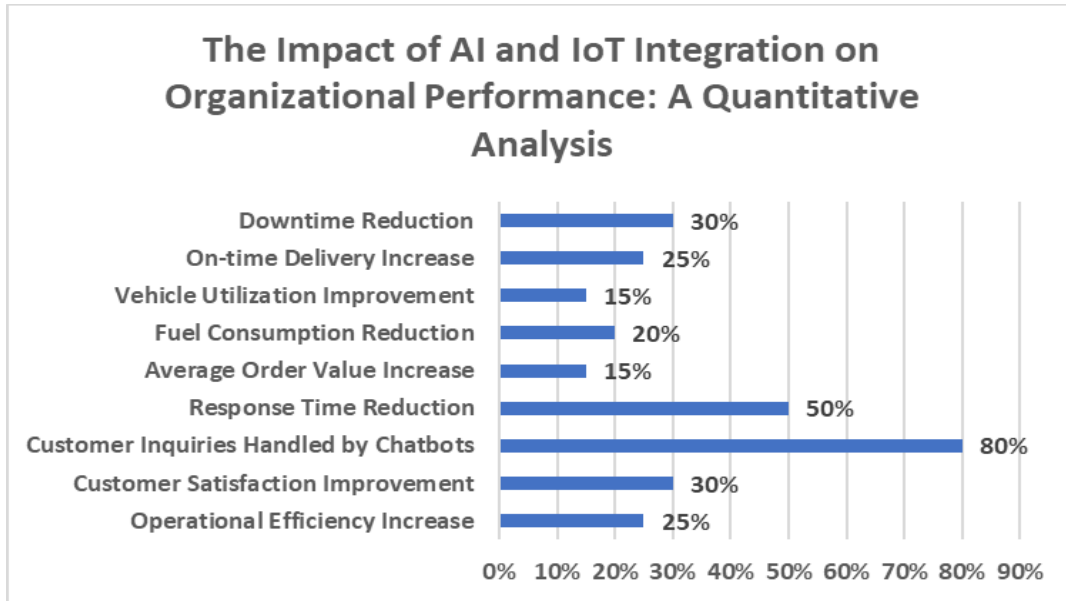 The Impact of AI and IoT Integration on
Organizational Performance: A Quantitative
Analysis
Downtime Reduction 30%
On-time Delivery Increase 25%
Vehicle Utilization Improvement 15%
Fuel Consumption Reduction 20%
Average Order Value Increase 15%
Response Time Reduction 50%
Customer Inquiries Handled by Chatbots 80%
Customer Satisfaction Improvement 30%
Operational Efficiency Increase 25%
0% 10% 20% 30% 40% 50% 60% 70% 80% 90%